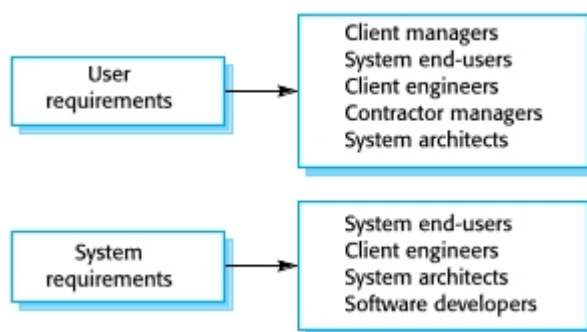 User
requirements
Client managers
System end-users
Client engineers
Contractor managers
System architects
System
requirements
System end-users
Client engineers
System architects
Software developers